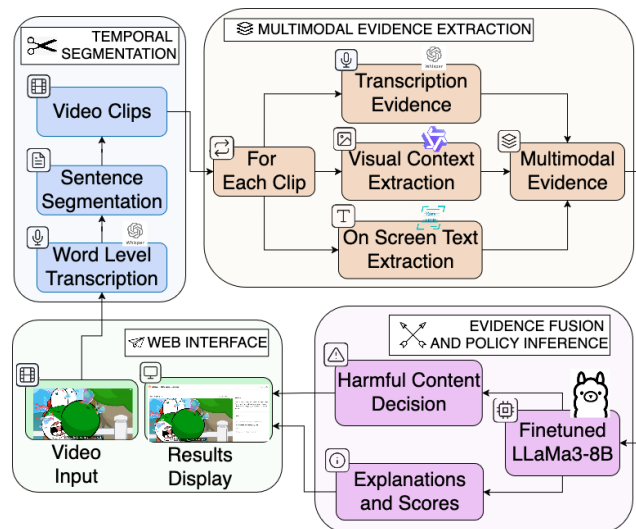 TEMPORAL
SEGMENTATION
Video Clips
Sentence
Segmentation
Whisper
Word Level
Transcription
MULTIMODAL EVIDENCE EXTRACTION
Whisper
Transcription
Evidence
For
Each Clip
Visual Context
Extraction
Multimodal
Evidence
T
On Screen Text
Extraction
WEB INTERFACE
Video
Input
Results
Display
EVIDENCE FUSION
AND POLICY INFERENCE
Harmful Content
Decision
Finetuned
LLaMa3-8B
Explanations
and Scores